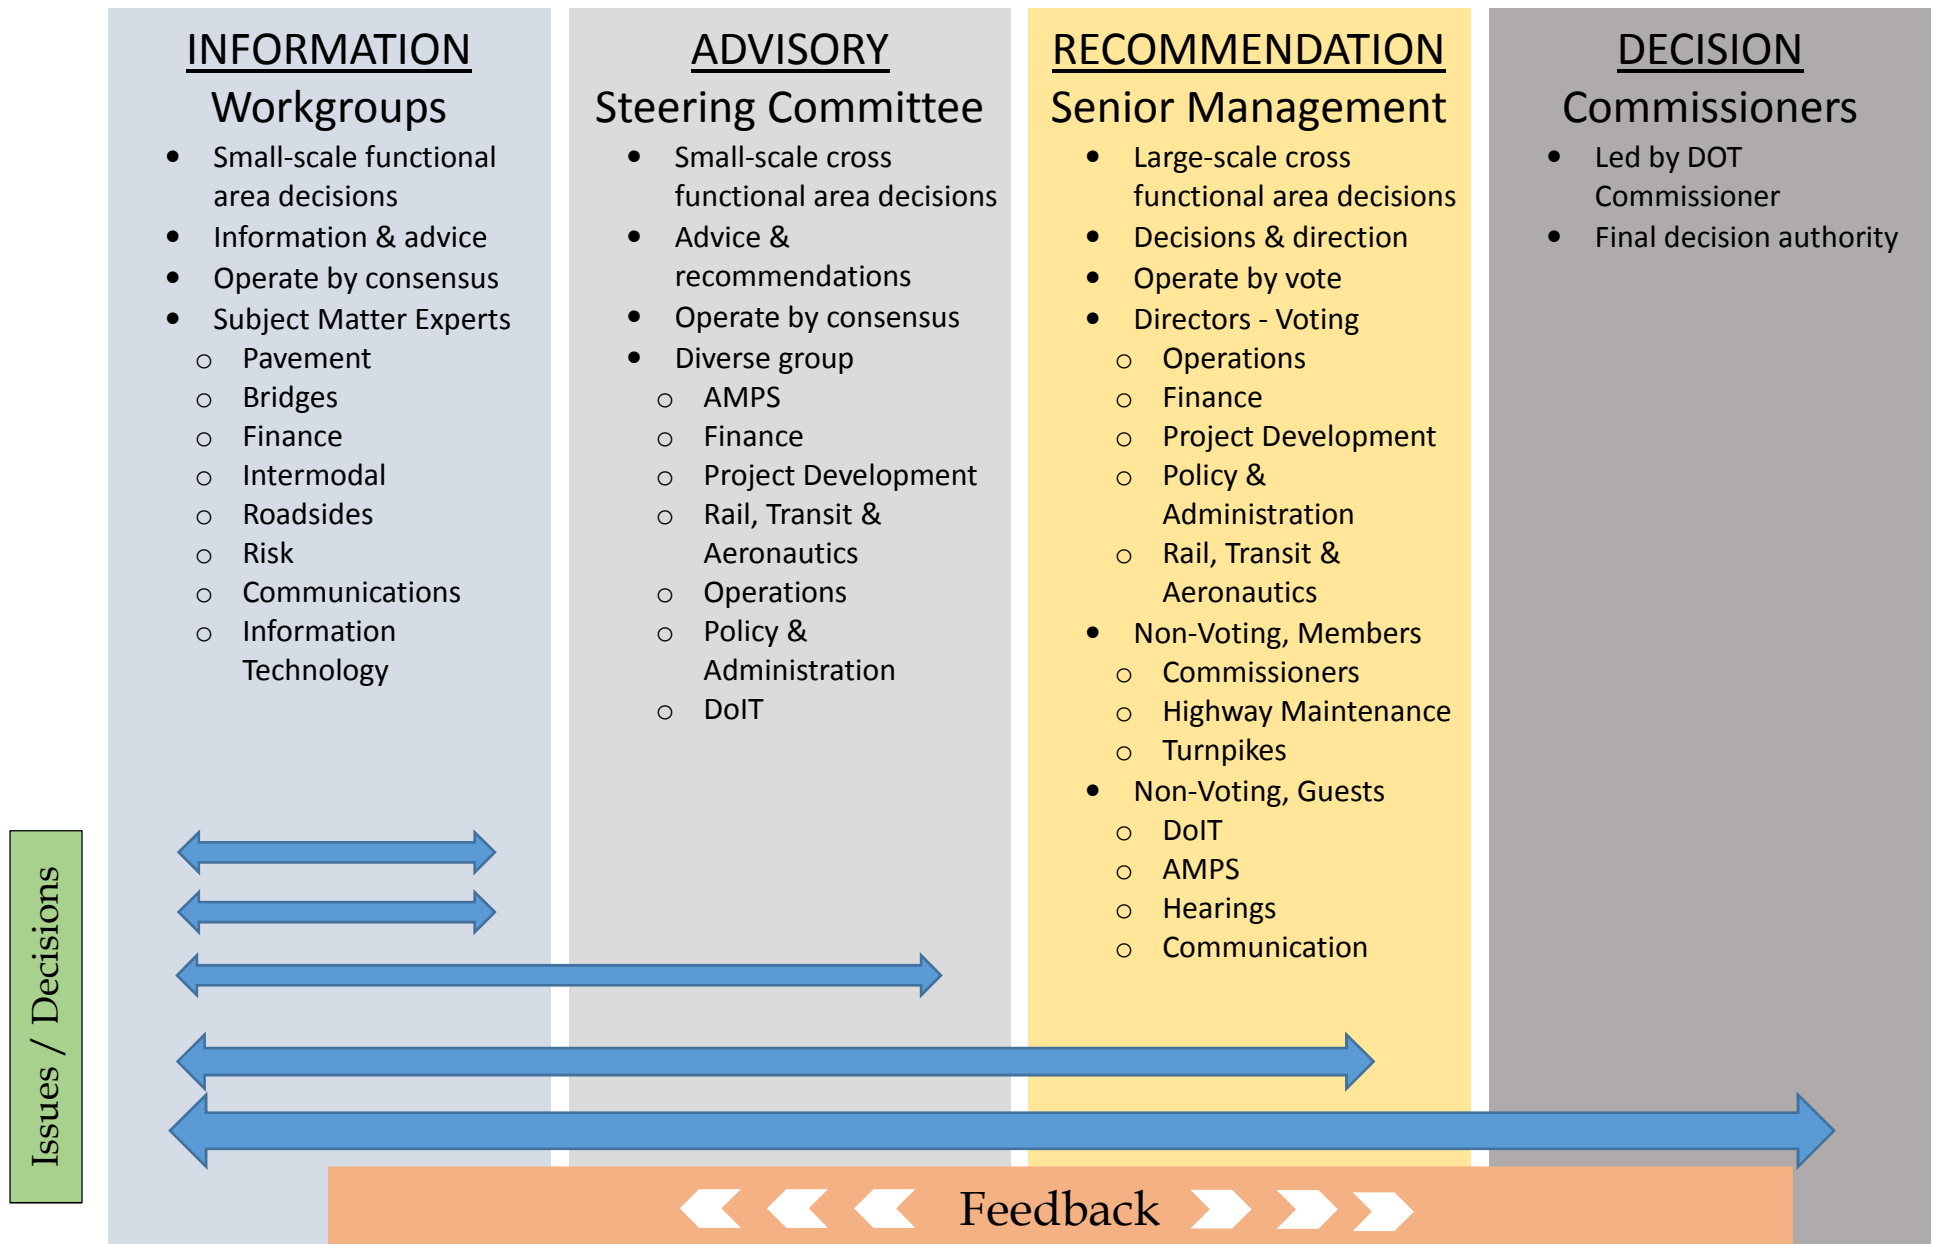 INFORMATION
Workgroups
• Small-scale functional
area decisions
• Information & advice
• Operate by consensus
• Subject Matter Experts
o Pavement
o Bridges
o Finance
o Intermodal
o Roadsides
o Risk
o Communications
o Information
Technology
ADVISORY
Steering Committee
• Small-scale cross
functional area decisions
• Advice &
recommendations
• Operate by consensus
• Diverse group
o AMPS
o Finance
o Project Development
o Rail, Transit &
Aeronautics
o Operations
o Policy &
Administration
o DoIT
RECOMMENDATION
Senior Management
• Large-scale cross
functional area decisions
• Decisions & direction
• Operate by vote
• Directors - Voting
o Operations
o Finance
o Project Development
o Policy &
Administration
o Rail, Transit &
Aeronautics
• Non-Voting, Members
o Commissioners
o Highway Maintenance
o Turnpikes
• Non-Voting, Guests
o DoIT
o AMPS
o Hearings
o Communication
DECISION
Commissioners
• Led by DOT
Commissioner
• Final decision authority
Issues / Decisions
Feedback